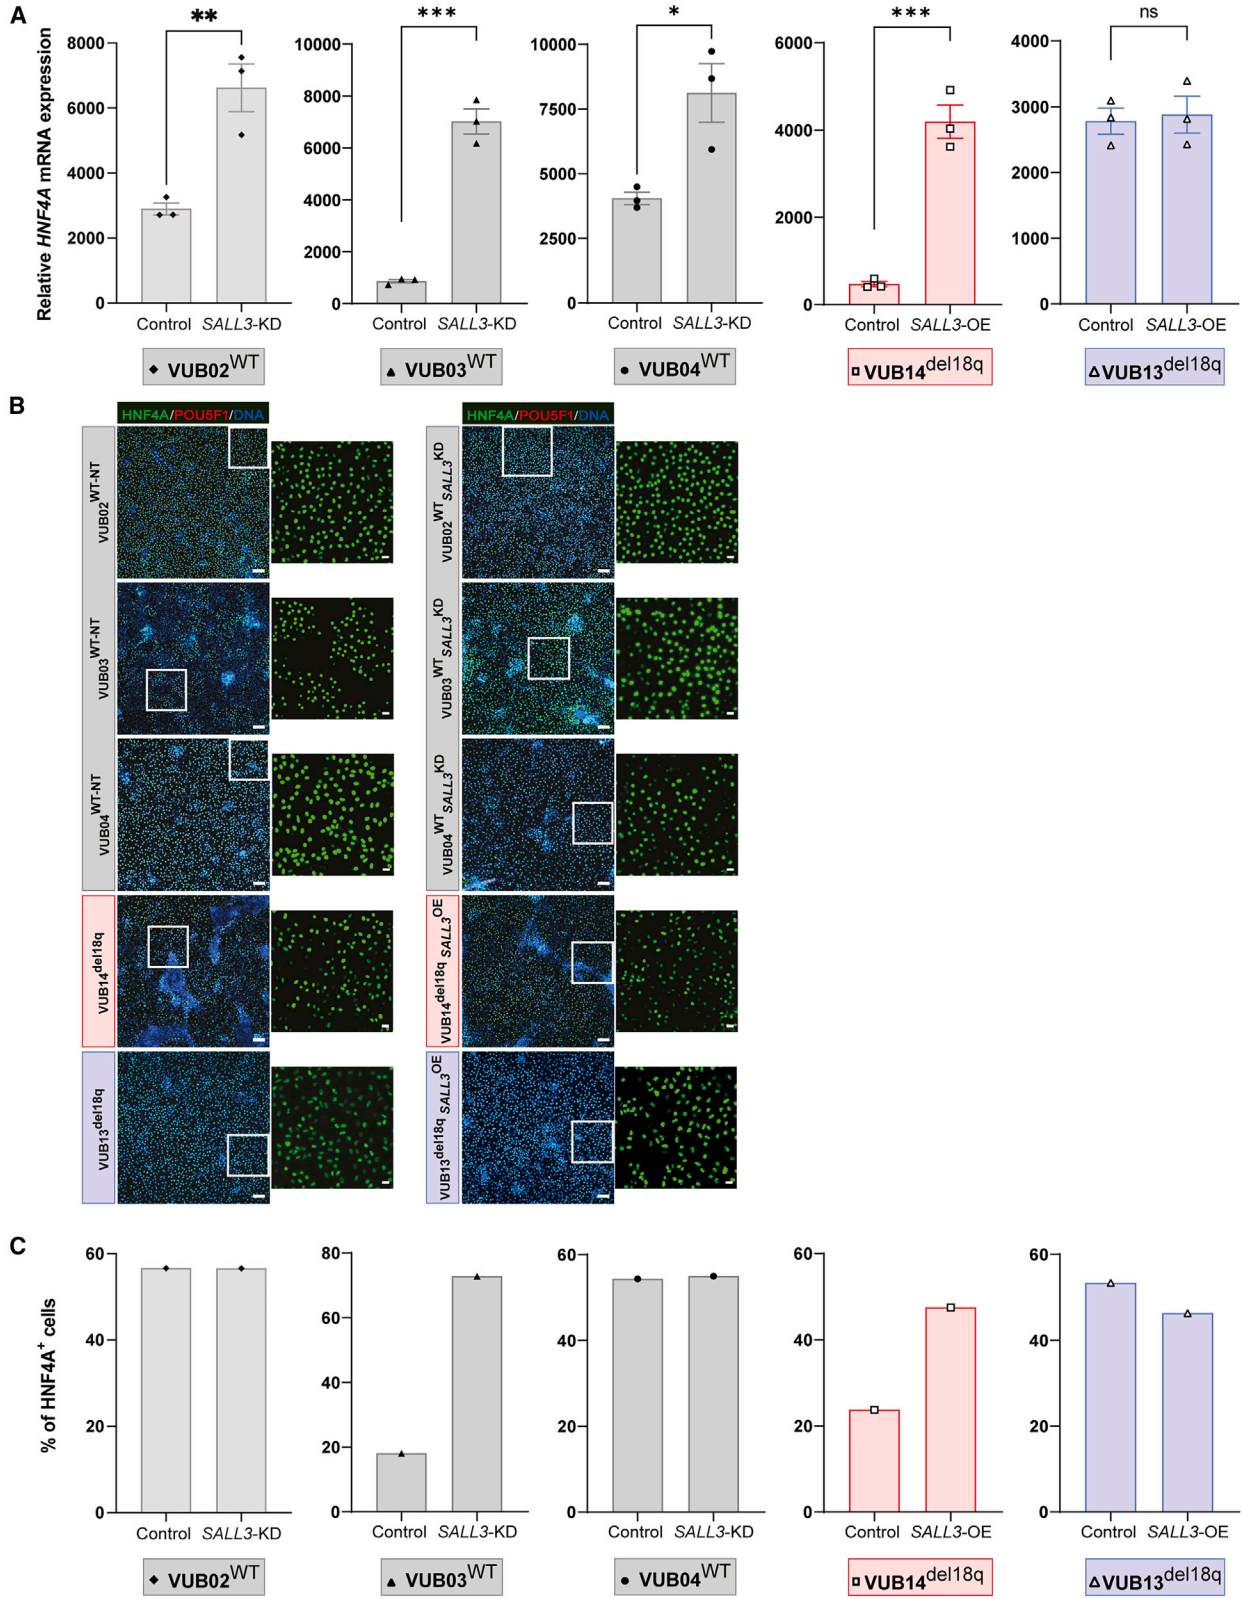 A
Relative HNF4A mRNA expression
**
8000
6000
4000
2000
0
Control SALL3-KD
VUB02WT
***
10000
8000
6000
4000
2000
0
Control SALL3-KD
VUB03WT
*
10000
7500
5000
2500
0
Control SALL3-KD
VUB04WT
***
6000
4000
2000
0
Control SALL3-OE
VUB14del18q
ns
4000
3000
2000
1000
0
Control SALL3-OE
VUB13del18q
B
HNF4A/POU5F1/DNA
HNF4A/POU5F1/DNA
VUB02WT-NT
VUB02WT SALL3KD
VUB03WT-NT
VUB03WT SALL3KD
VUB04WT-NT
VUB04WT SALL3KD
VUB14del18q
VUB14del18q SALL3OE
VUB13del18q
VUB13del18q SALL3OE
C
% of HNF4A+ cells
60
40
20
0
Control SALL3-KD
VUB02WT
80
60
40
20
0
Control SALL3-KD
VUB03WT
60
40
20
0
Control SALL3-KD
VUB04WT
60
40
20
0
Control SALL3-OE
VUB14del18q
60
40
20
0
Control SALL3-OE
VUB13del18q